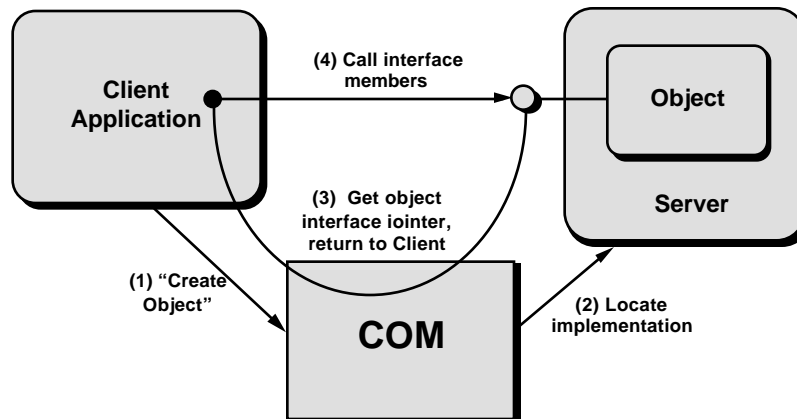 Client
Application
(4) Call interface
members
Object
Server
(3) Get object
interface iointer,
return to Client
(1) “Create
Object”
(2) Locate
implementation
COM